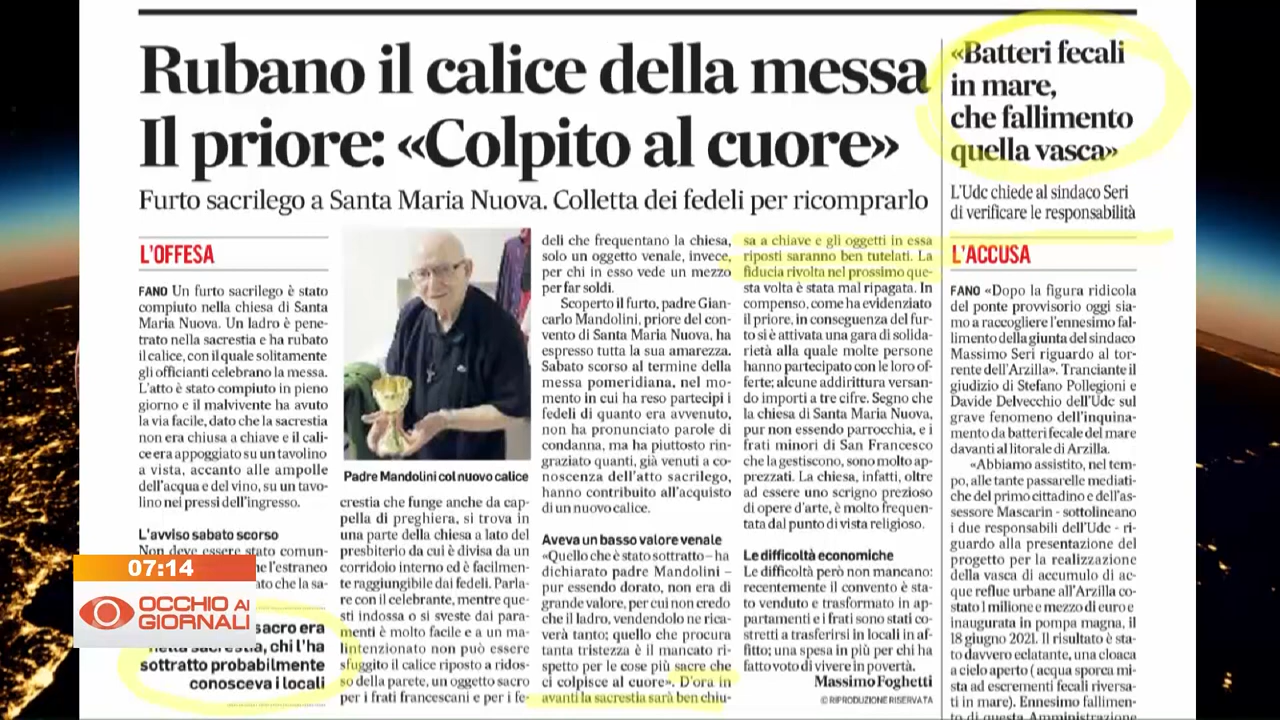 Rubano il calice della messa
Il priore: «Colpito al cuore»
Furto sacrilego a Santa Maria Nuova. Colletta dei fedeli per ricomprarlo
L'OFFESA
FANO Un furto sacrilego è stato
compiuto nella chiesa di Santa
Maria Nuova. Un ladro è pene-
trato nella sacrestia e ha rubato
il calice, con il quale solitamente
gli officianti celebrano la messa.
L'atto è stato compiuto in pieno
giorno e il malvivente ha avuto
la via facile, dato che la sacrestia
non era chiusa a chiave e il cali-
ce era appoggiato su un tavolino
a vista, accanto alle ampolle
dell'acqua e del vino, su un tavo-
lino nei pressi dell'ingresso.
L'avviso sabato scorso
Non deve essere stato comun-
e l'estraneo
ato che la sa-
sacro era
nella sacrestia, chi l'ha
sottratto probabilmente
conosceva i locali
Padre Mandolini col nuovo calice
crestia che funge anche da cap-
pella di preghiera, si trova in
una parte della chiesa a lato del
presbiterio da cui è divisa da un
corridoio interno ed è facilmen-
te raggiungibile dai fedeli. Parla-
re con il celebrante, mentre que-
sti indossa o si sveste dai para-
menti è molto facile e a un ma-
lintenzionato non può essere
sfuggito il calice riposto a ridos-
so della parete, un oggetto sacro
per i frati francescani e per i fe-
deli che frequentano la chiesa,
solo un oggetto venale, invece,
per chi in esso vede un mezzo
per far soldi.
Scoperto il furto, padre Gian-
carlo Mandolini, priore del con-
vento di Santa Maria Nuova, ha
espresso tutta la sua amarezza.
Sabato scorso al termine della
messa pomeridiana, nel mo-
mento in cui ha reso partecipi i
fedeli di quanto era avvenuto,
non ha pronunciato parole di
condanna, ma ha piuttosto rin-
graziato quanti, già venuti a co-
noscenza dell'atto sacrilego,
hanno contribuito all'acquisto
di un nuovo calice.
Aveva un basso valore venale
«Quello che è stato sottratto – ha
dichiarato padre Mandolini –
pur essendo dorato, non era di
grande valore, per cui non credo
che il ladro, vendendolo ne rica-
verà tanto; quello che procura
tanta tristezza è il mancato ri-
spetto per le cose più sacre che
ci colpisce al cuore». D'ora in
avanti la sacrestia sarà ben chiu-
sa a chiave e gli oggetti in essa
riposti saranno ben tutelati. La
fiducia rivolta nel prossimo que-
sta volta è stata mal ripagata. In
compenso, come ha evidenziato
il priore, in conseguenza del fur-
to si è attivata una gara di solida-
rietà alla quale molte persone
hanno partecipato con le loro of-
ferte; alcune addirittura versan-
do importi a tre cifre. Segno che
la chiesa di Santa Maria Nuova,
pur non essendo parrocchia, e i
frati minori di San Francesco
che la gestiscono, sono molto ap-
prezzati. La chiesa, infatti, oltre
ad essere uno scrigno prezioso
di opere d'arte, è molto frequen-
tata dal punto di vista religioso.
Le difficoltà economiche
Le difficoltà però non mancano:
recentemente il convento è sta-
to venduto e trasformato in ap-
partamenti e i frati sono stati co-
stretti a trasferirsi in locali in af-
fitto; una spesa in più per chi ha
fatto voto di vivere in povertà.
Massimo Foghetti
© RIPRODUZIONE RISERVATA
«Batteri fecali
in mare,
che fallimento
quella vasca»
L'Udc chiede al sindaco Seri
di verificare le responsabilità
L'ACCUSA
FANO «Dopo la figura ridicola
del ponte provvisorio oggi sia-
mo a raccogliere l'ennesimo fal-
limento della giunta del sindaco
Massimo Seri riguardo al tor-
rente dell'Arzilla». Tranciante il
giudizio di Stefano Pollegioni e
Davide Delvecchio dell'Udc sul
grave fenomeno dell'inquina-
mento da batteri fecale del mare
davanti al litorale di Arzilla.
«Abbiamo assistito, nel tem-
po, alle tante passarelle mediati-
che del primo cittadino e dell'as-
sessore Mascarin - sottolineano
i due responsabili dell'Udc - ri-
guardo alla presentazione del
progetto per la realizzazione
della vasca di accumulo di ac-
que reflue urbane all'Arzilla co-
stato 1 milione e mezzo di euro e
inaugurata in pompa magna, il
18 giugno 2021. Il risultato è sta-
to davvero eclatante, una cloaca
a cielo aperto ( acqua sporca mi-
sta ad escrementi fecali riversa-
ti in mare). Ennesimo fallimen-
to di questa Amministrazione
07:14
OCCHIO AI
GIORNALI